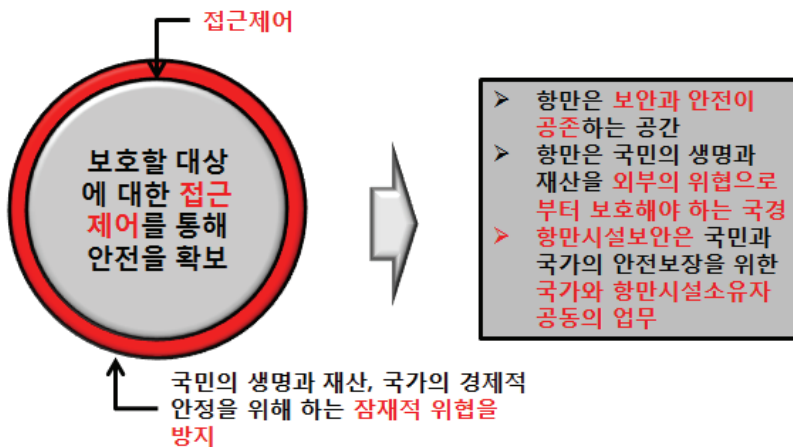 접근제어
보호할 대상
에 대한 접근
제어를 통해
안전을 확보
➢ 항만은 보안과 안전이
공존하는 공간
➢ 항만은 국민의 생명과
재산을 외부의 위협으로
부터 보호해야 하는 국경
➢ 항만시설보안은 국민과
국가의 안전보장을 위한
국가와 항만시설소유자
공동의 업무
국민의 생명과 재산, 국가의 경제적
안정을 위해 하는 잠재적 위협을
방지